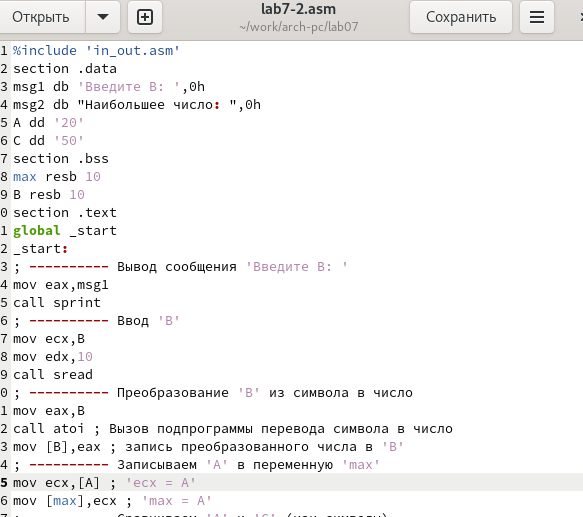 Открыть
lab7-2.asm
~/work/arch-pc/lab07
Сохранить
1 %include 'in_out.asm'
2 section .data
3 msg1 db 'Введите B: ',0h
4 msg2 db "Наибольшее число: ",0h
5 A dd '20'
6 C dd '50'
7 section .bss
8 max resb 10
9 B resb 10
0 section .text
1 global _start
2 _start:
3 ; ---------- Вывод сообщения 'Введите B: '
4 mov eax,msg1
5 call sprint
6 ; ---------- Ввод 'B'
7 mov ecx,B
8 mov edx,10
9 call sread
0 ; ---------- Преобразование 'B' из символа в число
1 mov eax,B
2 call atoi ; Вызов подпрограммы перевода символа в число
3 mov [B],eax ; запись преобразованного числа в 'B'
4 ; ---------- Записываем 'A' в переменную 'max'
5 mov ecx,[A] ; 'ecx = A'
6 mov [max],ecx ; 'max = A'
7 ; ---------- Сравниваем 'A' и 'C' (как символы)